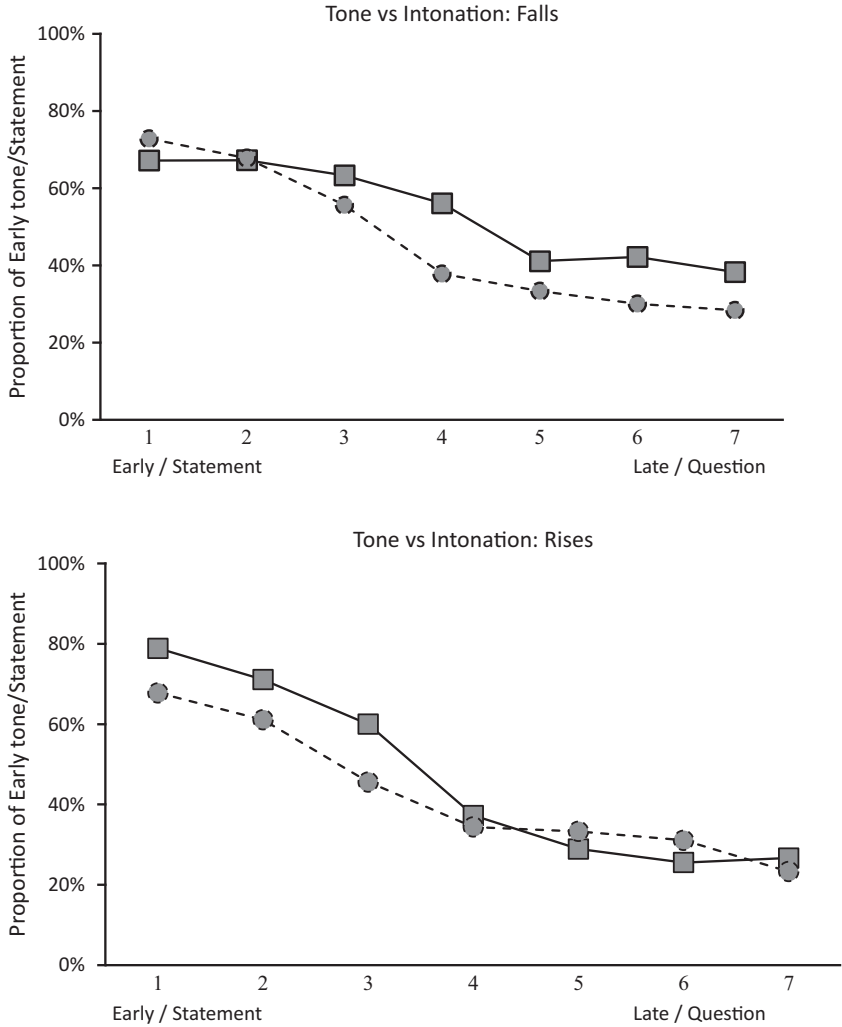 Tone vs Intonation: Falls
Proportion of Early tone/Statement
100%
80%
60%
40%
20%
0%
1 2 3 4 5 6 7
Early / Statement Late / Question
Tone vs Intonation: Rises
Proportion of Early tone/Statement
100%
80%
60%
40%
20%
0%
1 2 3 4 5 6 7
Early / Statement Late / Question